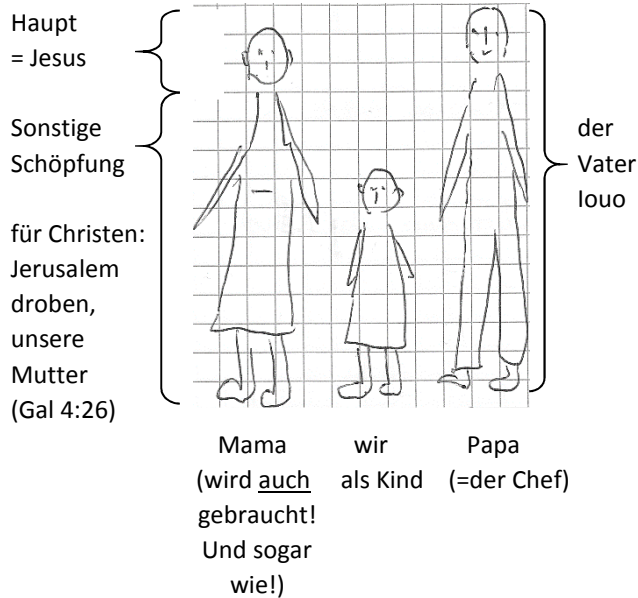 Haupt
= Jesus
Sonstige
Schöpfung
für Christen:
Jerusalem
droben,
unsere
Mutter
(Gal 4:26)
der
Vater
Iouo
Mama
(wird auch
gebraucht!
Und sogar
wie!)
wir
als Kind
Papa
(=der Chef)